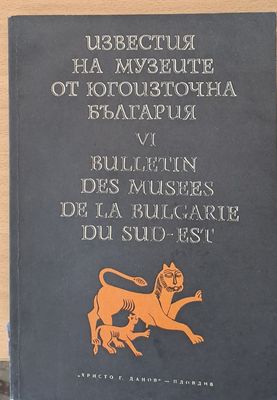 ИЗВЕСТИЯ
НА МУЗЕИТЕ
ОТ ЮГОИЗТОЧНА
БЪЛГАРИЯ
VI
BULLETIN
DES MUSEES
DE LA BULGARIE
DU SUD-EST
„ХРИСТО Г. ДАНОВ" — ПЛОВДИВ